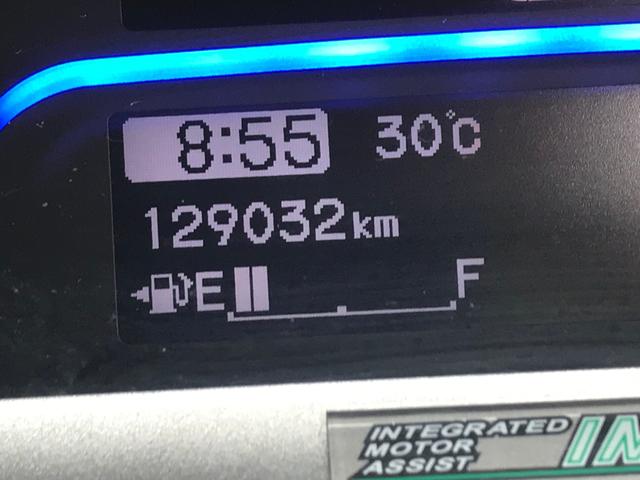 8:55 30°C
129032km
E F
INTEGRATED
MOTOR
ASSIST